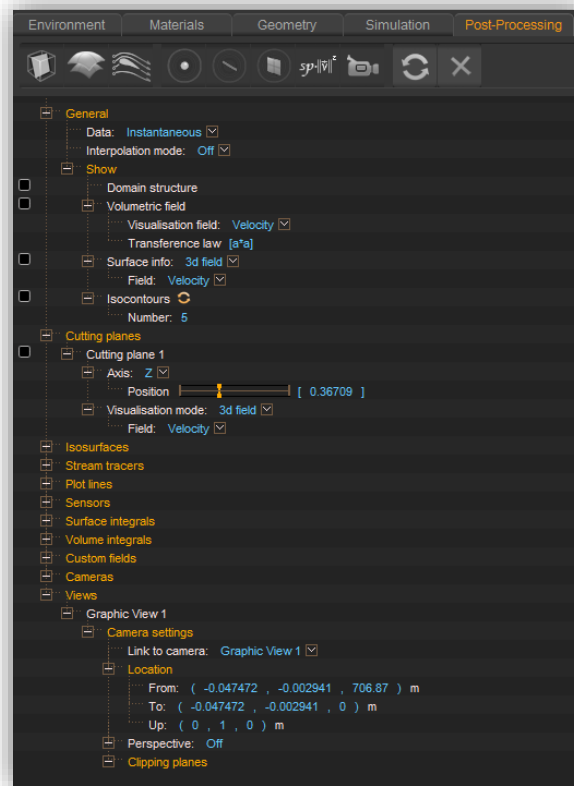 Environment Materials Geometry Simulation Post-Processing
sp-|v|²
General
Data: Instantaneous
Interpolation mode: Off
Show
Domain structure
Volumetric field
Visualisation field: Velocity
Transference law [a*a]
Surface info: 3d field
Field: Velocity
Isocontours
Number: 5
Cutting planes
Cutting plane 1
Axis: Z
Position [ 0.36709 ]
Visualisation mode: 3d field
Field: Velocity
Isosurfaces
Stream tracers
Plot lines
Sensors
Surface integrals
Volume integrals
Custom fields
Cameras
Views
Graphic View 1
Camera settings
Link to camera: Graphic View 1
Location
From: ( -0.047472 , -0.002941 , 706.87 ) m
To: ( -0.047472 , -0.002941 , 0 ) m
Up: ( 0 , 1 , 0 ) m
Perspective: Off
Clipping planes